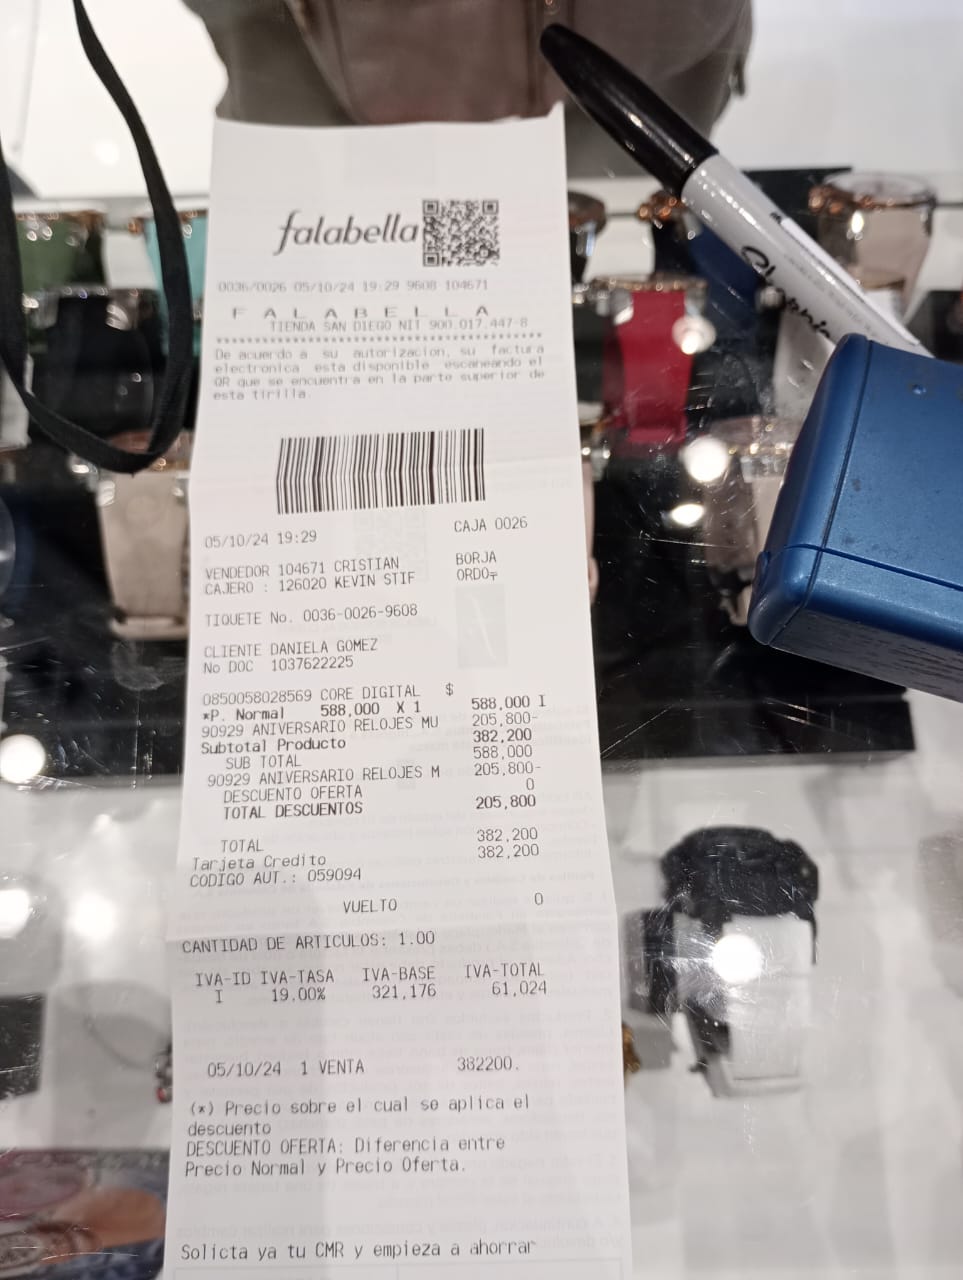 falabella
0036/0026 05/10/24 19:29 9608 104671
F A L A B E L L A
TIENDA SAN DIEGO NIT 900.017.447-8
****************************************
De acuerdo a su autorizacion, su factura
electronica esta disponible escaneando el
QR que se encuentra en la parte superior de
esta tirilla.
05/10/24 19:29 CAJA 0026
VENDEDOR 104671 CRISTIAN BORJA
CAJERO : 126020 KEVIN STIF ORDO
TIQUETE No. 0036-0026-9608
CLIENTE DANIELA GOMEZ
No DOC 1037622225
0850058028569 CORE DIGITAL $
*P. Normal 588,000 X 1 588,000 I
90929 ANIVERSARIO RELOJES MU 205,800-
Subtotal Producto 382,200
SUB TOTAL 588,000
90929 ANIVERSARIO RELOJES M 205,800-
DESCUENTO OFERTA 0
TOTAL DESCUENTOS 205,800
TOTAL 382,200
Tarjeta Credito 382,200
CODIGO AUT.: 059094
VUELTO 0
CANTIDAD DE ARTICULOS: 1.00
IVA-ID IVA-TASA IVA-BASE IVA-TOTAL
I 19.00% 321,176 61,024
05/10/24 1 VENTA 382200.
(*) Precio sobre el cual se aplica el
descuento
DESCUENTO OFERTA: Diferencia entre
Precio Normal y Precio Oferta.
Solicta ya tu CMR y empieza a ahorrar
Sharpie